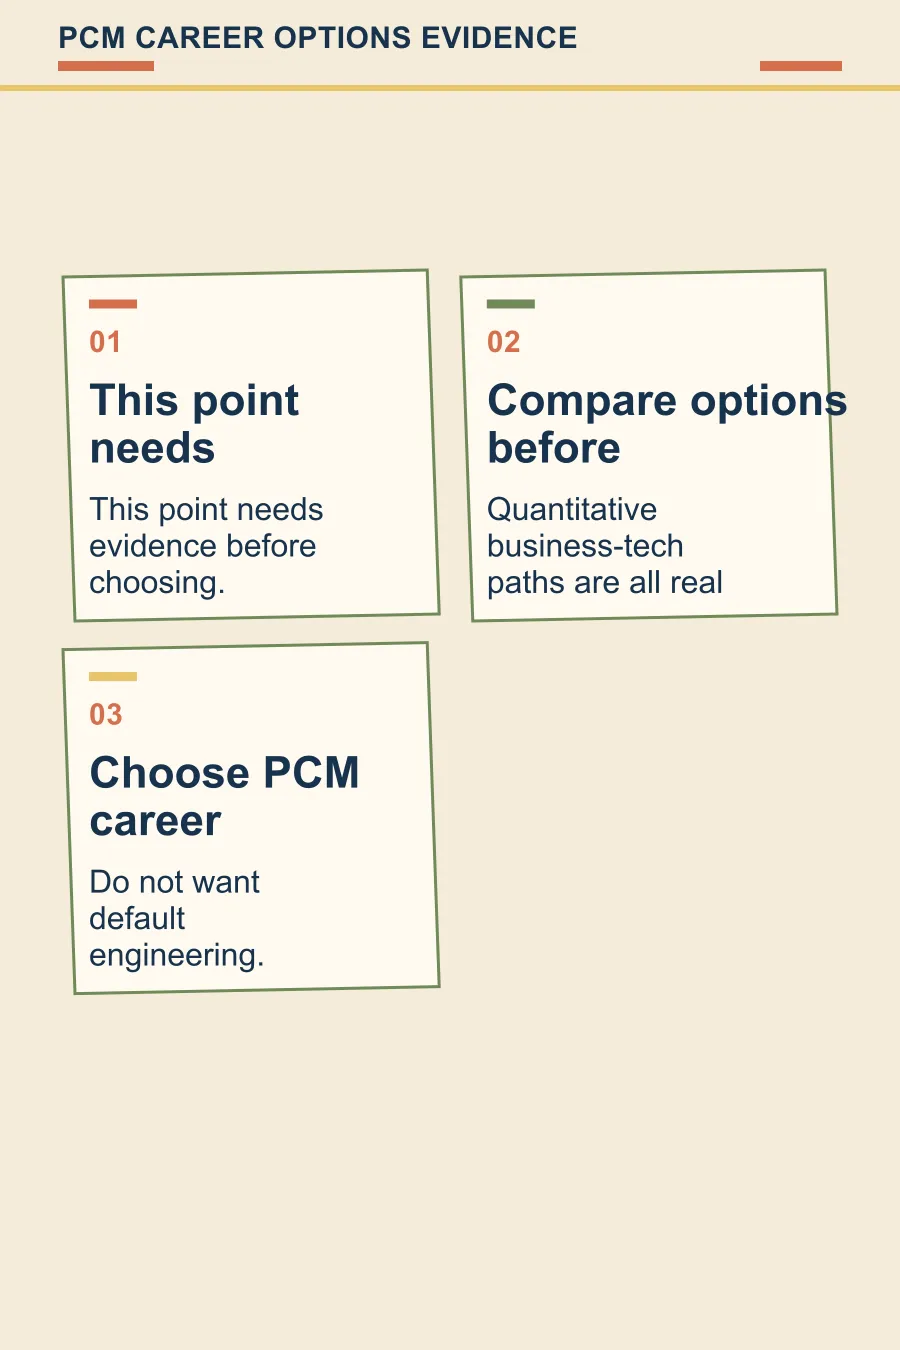 PCM CAREER OPTIONS EVIDENCE
01
This point
needs
This point needs
evidence before
choosing.
02
Compare options
before
Quantitative
business-tech
paths are all real
03
Choose PCM
career
Do not want
default
engineering.